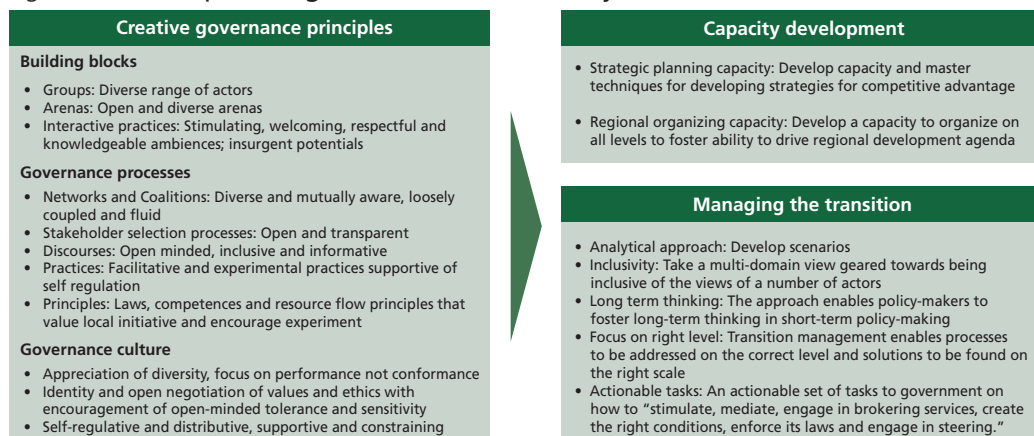 Creative governance principles
Building blocks
• Groups: Diverse range of actors
• Arenas: Open and diverse arenas
• Interactive practices: Stimulating, welcoming, respectful and
knowledgeable ambiences; insurgent potentials
Governance processes
• Networks and Coalitions: Diverse and mutually aware, loosely
coupled and fluid
• Stakeholder selection processes: Open and transparent
• Discourses: Open minded, inclusive and informative
• Practices: Facilitative and experimental practices supportive of
self regulation
• Principles: Laws, competences and resource flow principles that
value local initiative and encourage experiment
Governance culture
• Appreciation of diversity, focus on performance not conformance
• Identity and open negotiation of values and ethics with
encouragement of open-minded tolerance and sensitivity
• Self-regulative and distributive, supportive and constraining
Capacity development
• Strategic planning capacity: Develop capacity and master
techniques for developing strategies for competitive advantage
• Regional organizing capacity: Develop a capacity to organize on
all levels to foster ability to drive regional development agenda
Managing the transition
• Analytical approach: Develop scenarios
• Inclusivity: Take a multi-domain view geared towards being
inclusive of the views of a number of actors
• Long term thinking: The approach enables policy-makers to
foster long-term thinking in short-term policy-making
• Focus on right level: Transition management enables processes
to be addressed on the correct level and solutions to be found on
the right scale
• Actionable tasks: An actionable set of tasks to government on
how to “stimulate, mediate, engage in brokering services, create
the right conditions, enforce its laws and engage in steering.”